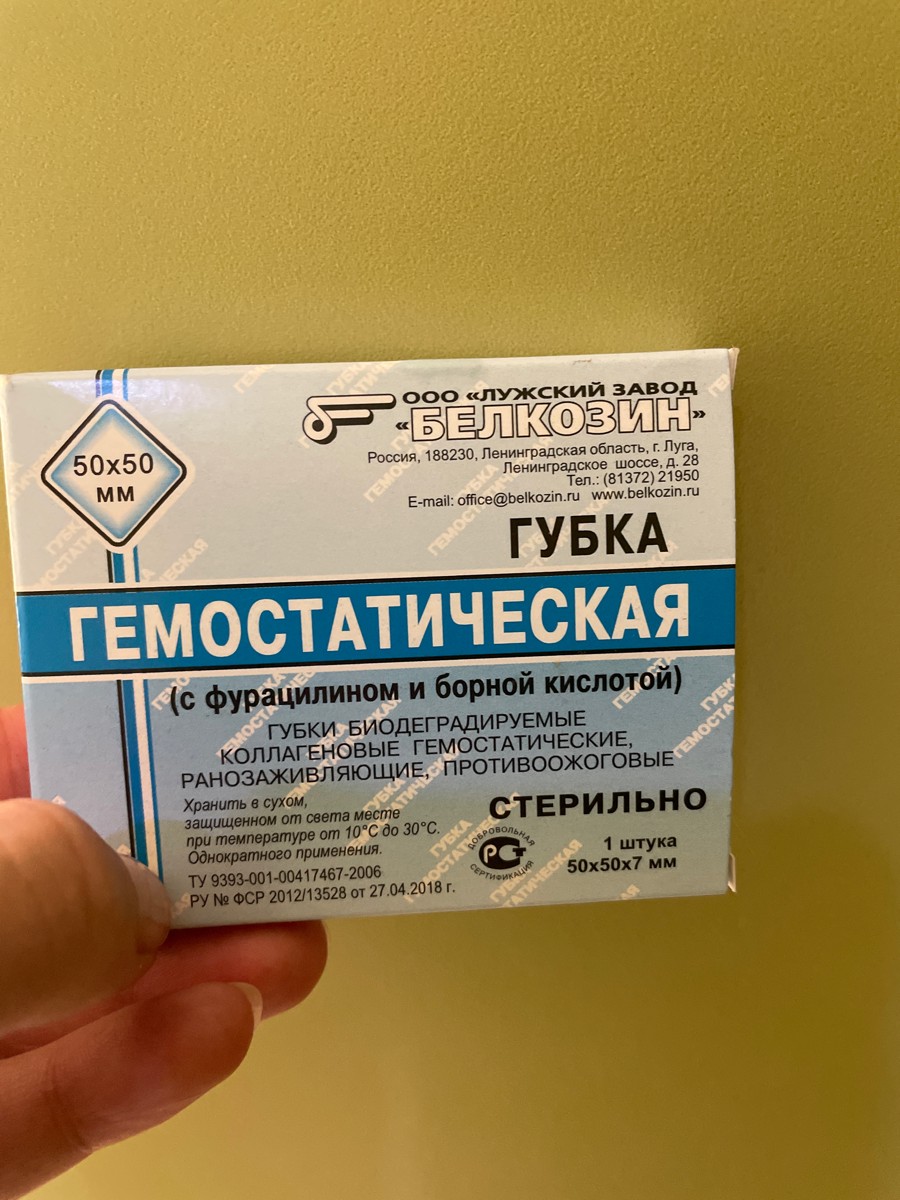 50x50
мм
ООО «ЛУЖСКИЙ ЗАВОД
«БЕЛКОЗИН»
Россия, 188230, Ленинградская область, г. Луга,
Ленинградское шоссе, д. 28
Тел.: (81372) 21950
E-mail: office@belkozin.ru www.belkozin.ru
ГУБКА
ГЕМОСТАТИЧЕСКАЯ
(с фурацилином и борной кислотой)
ГУБКИ БИОДЕГРАДИРУЕМЫЕ
КОЛЛАГЕНОВЫЕ ГЕМОСТАТИЧЕСКИЕ,
РАНОЗАЖИВЛЯЮЩИЕ, ПРОТИВООЖОГОВЫЕ
Хранить в сухом,
защищенном от света месте
при температуре от 10°С до 30°С.
Однократного применения.
ТУ 9393-001-00417467-2006
РУ № ФСР 2012/13528 от 27.04.2018 г.
СТЕРИЛЬНО
ДОБРОВОЛЬНАЯ
РСТ
СЕРТИФИКАЦИЯ
1 штука
50x50x7 мм